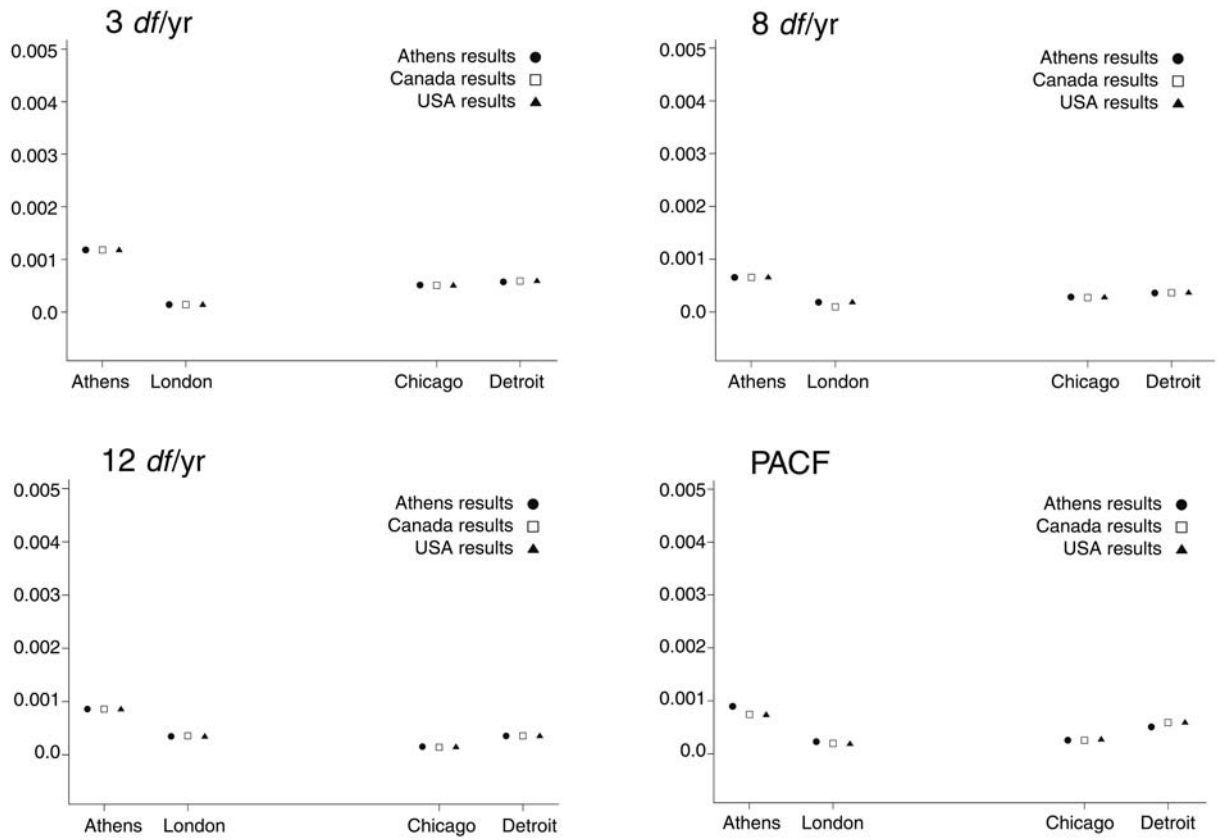 3 df/yr
0.005
0.004
0.003
0.002
0.001
0.0
Athens results
Canada results
USA results
Athens London Chicago Detroit
8 df/yr
0.005
0.004
0.003
0.002
0.001
0.0
Athens results
Canada results
USA results
Athens London Chicago Detroit
12 df/yr
0.005
0.004
0.003
0.002
0.001
0.0
Athens results
Canada results
USA results
Athens London Chicago Detroit
PACF
0.005
0.004
0.003
0.002
0.001
0.0
Athens results
Canada results
USA results
Athens London Chicago Detroit